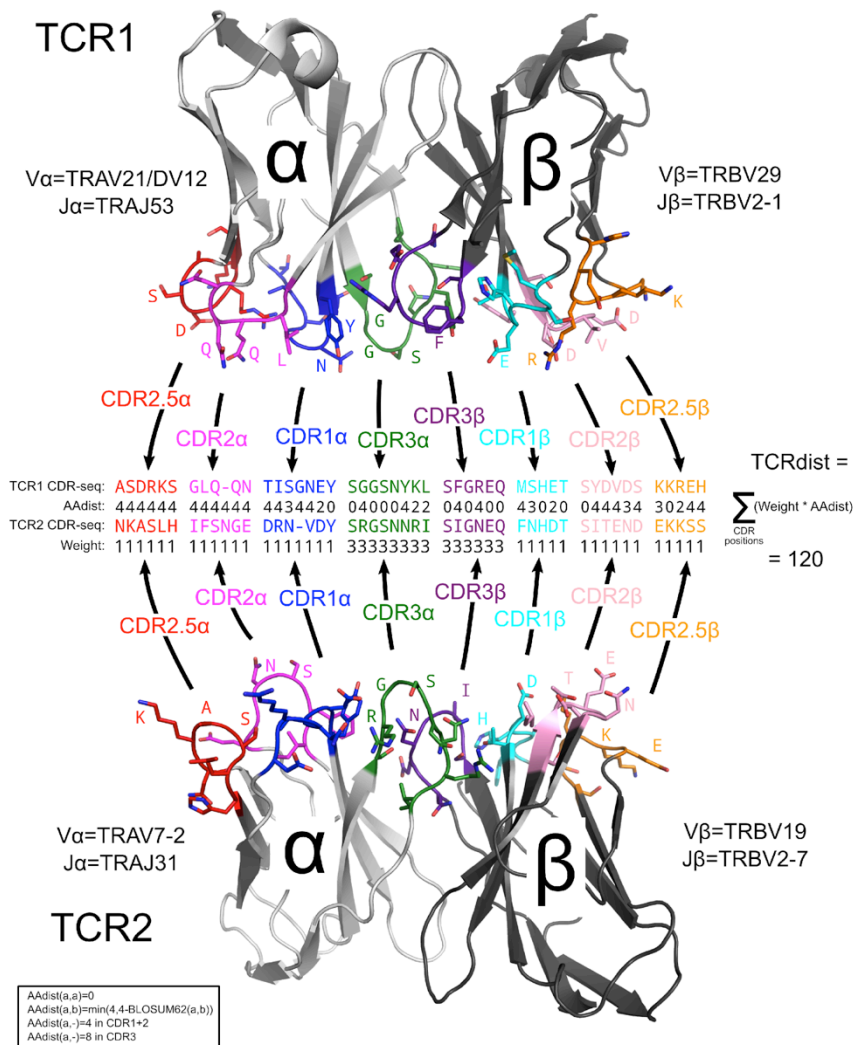 TCR1
α
β
Vα=TRAV21/DV12
Jα=TRAJ53
Vβ=TRBV29
Jβ=TRBV2-1
S D Q Q L N Y G G S F E R D V D K
CDR2.5α
CDR2α
CDR1α
CDR3α
CDR3β
CDR1β
CDR2β
CDR2.5β
TCR1 CDR-seq: ASDRKS GLQ-QN TISGNEY SGGSNYKL SFGREQ MSHET SYDVDS KKREH
AAdist: 444444 444444 4434420 04000422 040400 43020 044434 30244
TCR2 CDR-seq: NKASLH IFSNGE DRN-VDY SRGSNNRI SIGNEQ FNHDT SITEND EKKSS
Weight: 111111 111111 1111111 33333333 333333 11111 111111 11111
TCRdist =
∑ (Weight * AAdist)
CDR
positions
= 120
CDR2.5α
CDR2α
CDR1α
CDR3α
CDR3β
CDR1β
CDR2β
CDR2.5β
K A S N S R G S N I H D T E N K E
Vα=TRAV7-2
Jα=TRAJ31
α
β
Vβ=TRBV19
Jβ=TRBV2-7
TCR2
AAdist(a,a)=0
AAdist(a,b)=min(4,4-BLOSUM62(a,b))
AAdist(a,-)=4 in CDR1+2
AAdist(a,-)=8 in CDR3